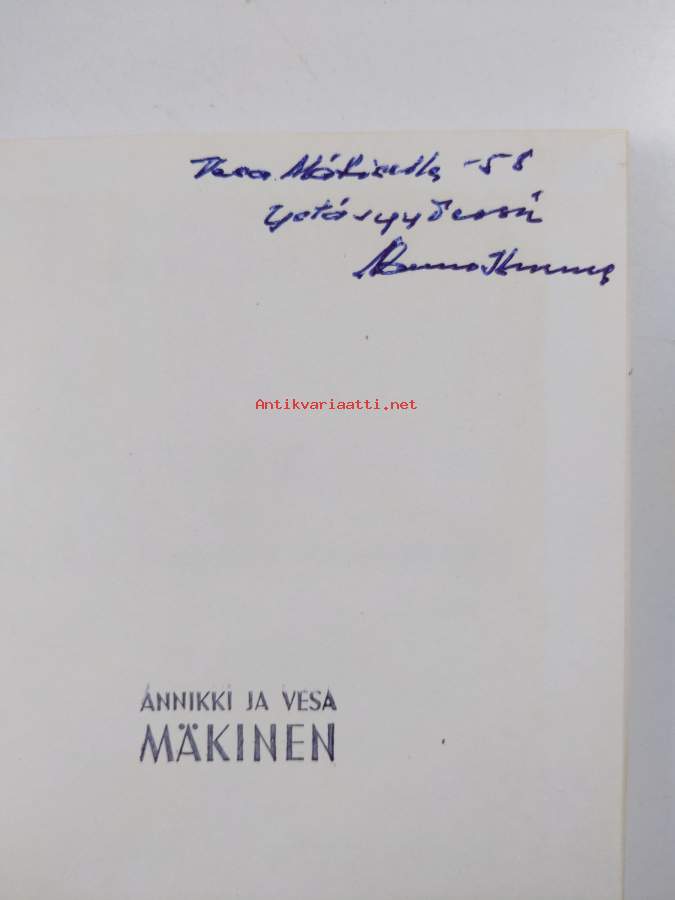 Vesa Mäkiselle -58
ystävyydessä
Antikvariaatti.net
ANNIKKI JA VESA
MÄKINEN